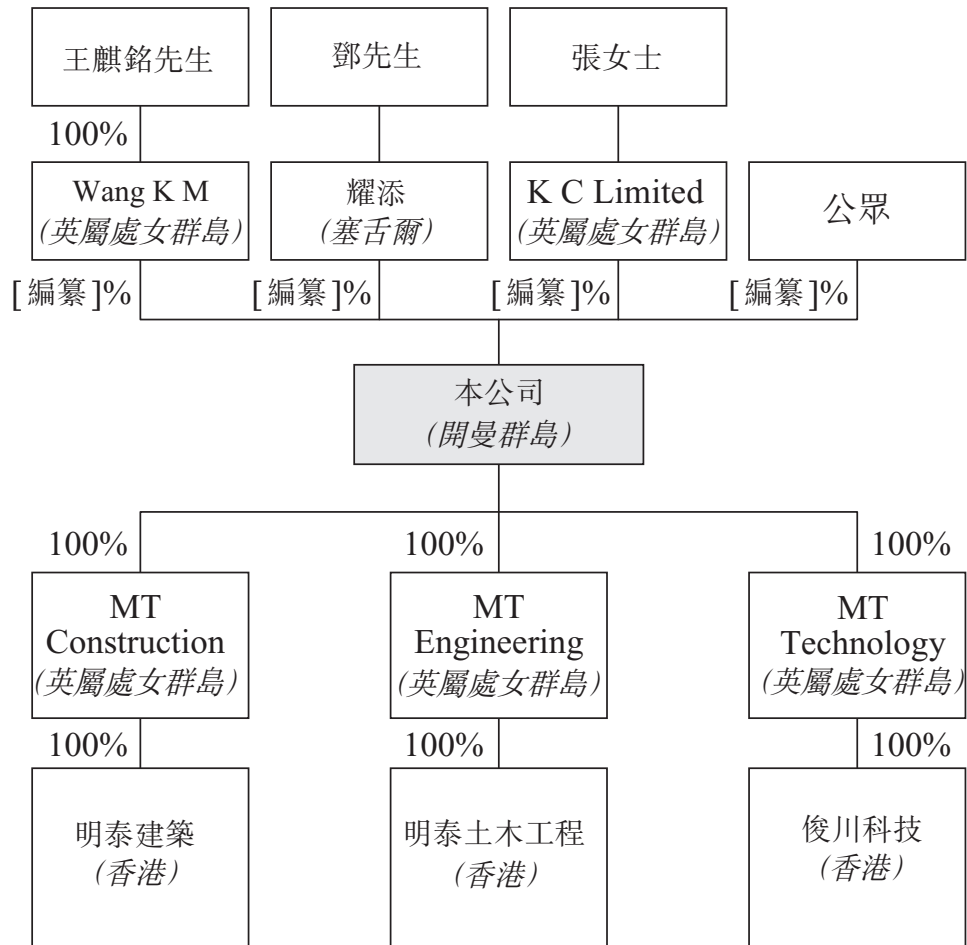 王麒銘先生
鄧先生
張女士
100%
Wang K M
(英屬處女群島)
耀添
(塞舌爾)
K C Limited
(英屬處女群島)
公眾
[編纂]%
[編纂]%
[編纂]%
[編纂]%
本公司
(開曼群島)
100%
100%
100%
MT
Construction
(英屬處女群島)
MT
Engineering
(英屬處女群島)
MT
Technology
(英屬處女群島)
100%
100%
100%
明泰建築
(香港)
明泰土木工程
(香港)
俊川科技
(香港)